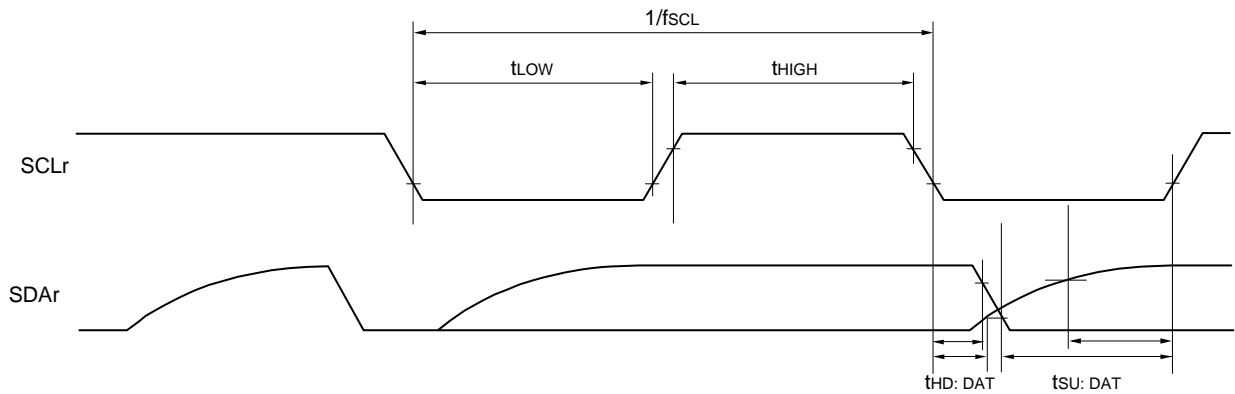 1/fSCL
tLOW
tHIGH
SCLr
SDAr
tHD: DAT
tSU: DAT